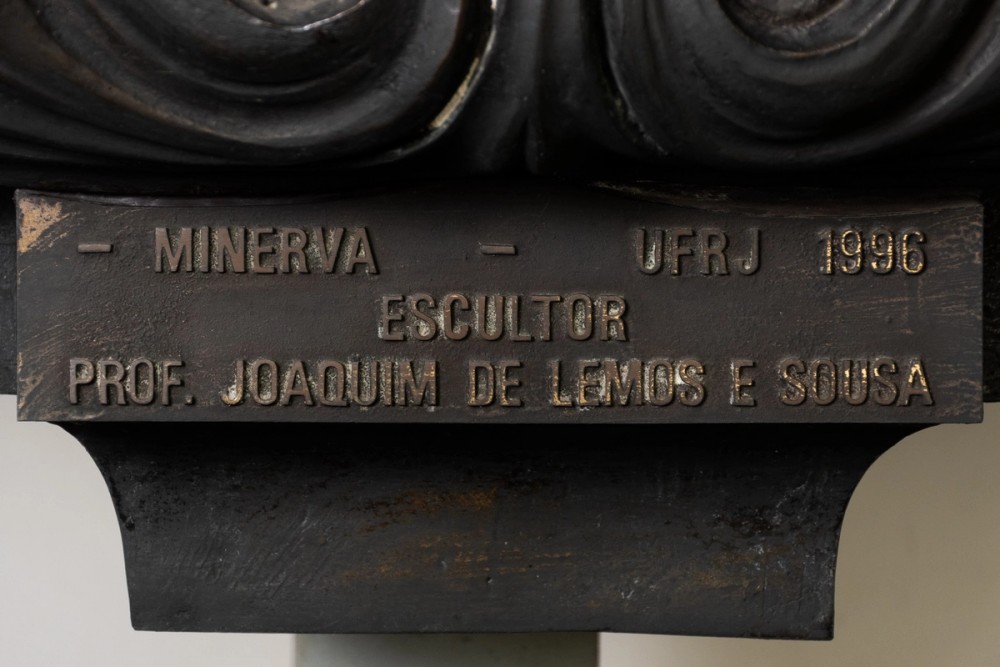 - MINERVA - UFRJ 1996
ESCULTOR
PROF. JOAQUIM DE LEMOS E SOUSA